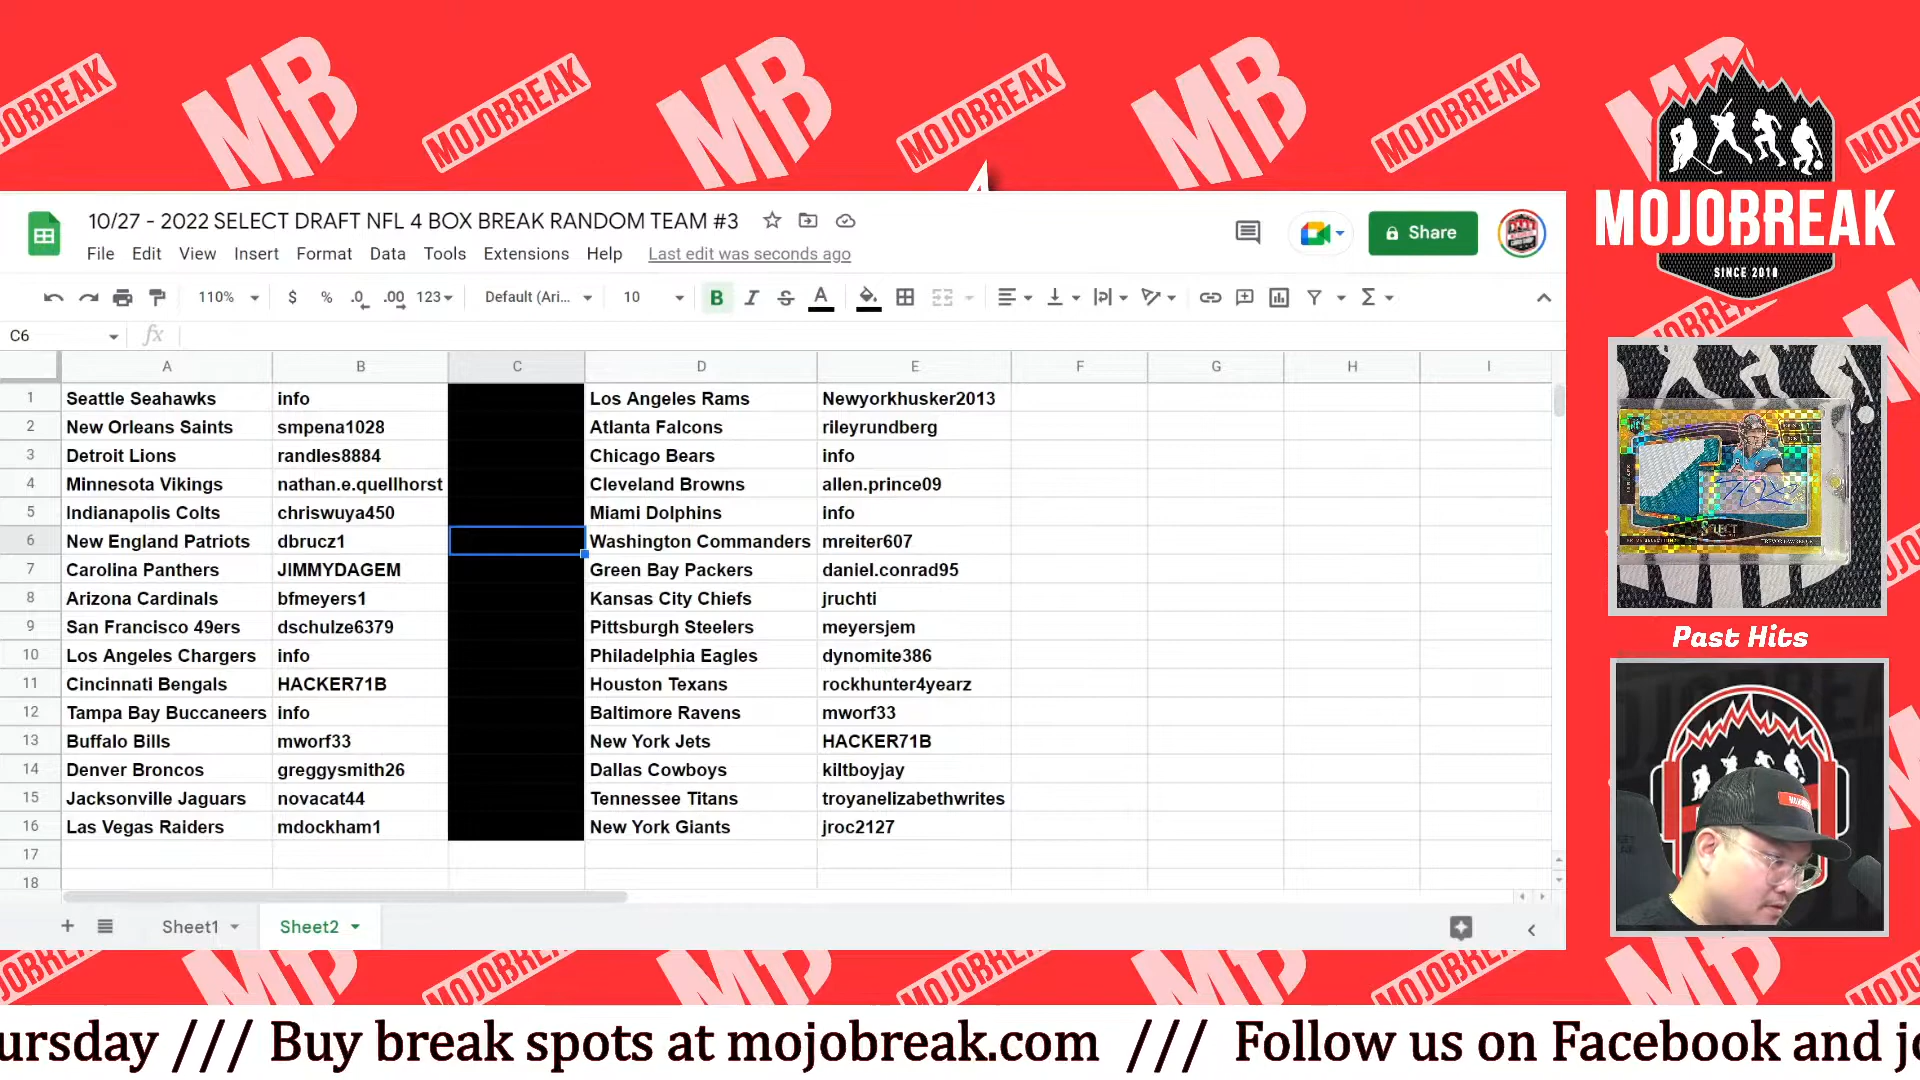 MOJOBREAK
MB
MOJOBREAK
MB
MOJOBREAK
MB
MOJOBREAK
MOJOBREAK
SINCE 2010
10/27 - 2022 SELECT DRAFT NFL 4 BOX BREAK RANDOM TEAM #3
File Edit View Insert Format Data Tools Extensions Help Last edit was seconds ago
Share
110% $ % .0 .00 123 Default (Ari... 10 B I S A
C6 fx
A B C D E F G H I
1 Seattle Seahawks info Los Angeles Rams Newyorkhusker2013
2 New Orleans Saints smpena1028 Atlanta Falcons rileyrundberg
3 Detroit Lions randles8884 Chicago Bears info
4 Minnesota Vikings nathan.e.quellhorst Cleveland Browns allen.prince09
5 Indianapolis Colts chriswuya450 Miami Dolphins info
6 New England Patriots dbrucz1 Washington Commanders mreiter607
7 Carolina Panthers JIMMYDAGEM Green Bay Packers daniel.conrad95
8 Arizona Cardinals bfmeyers1 Kansas City Chiefs jruchti
9 San Francisco 49ers dschulze6379 Pittsburgh Steelers meyersjem
10 Los Angeles Chargers info Philadelphia Eagles dynomite386
11 Cincinnati Bengals HACKER71B Houston Texans rockhunter4yearz
12 Tampa Bay Buccaneers info Baltimore Ravens mworf33
13 Buffalo Bills mworf33 New York Jets HACKER71B
14 Denver Broncos greggysmith26 Dallas Cowboys kiltboyjay
15 Jacksonville Jaguars novacat44 Tennessee Titans troyanelizabethwrites
16 Las Vegas Raiders mdockham1 New York Giants jroc2127
17
18
Sheet1 Sheet2
SELECT
Past Hits
ursday /// Buy break spots at mojobreak.com /// Follow us on Facebook and jo